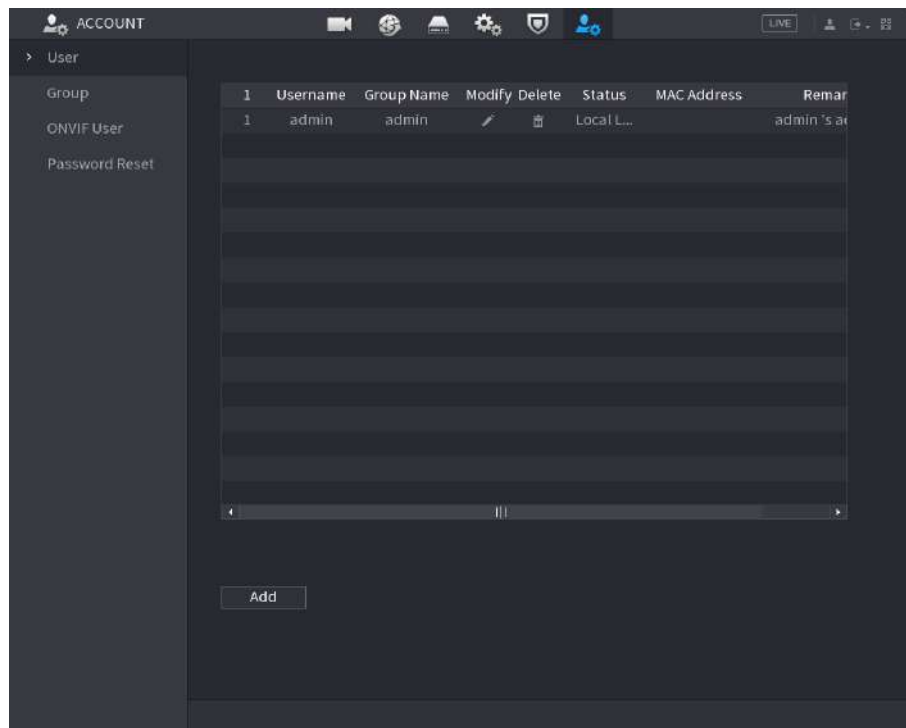 ACCOUNT LIVE
User
Group
ONVIF User
Password Reset
1 Username Group Name Modify Delete Status MAC Address Remar
1 admin admin Local L... admin 's a
Add